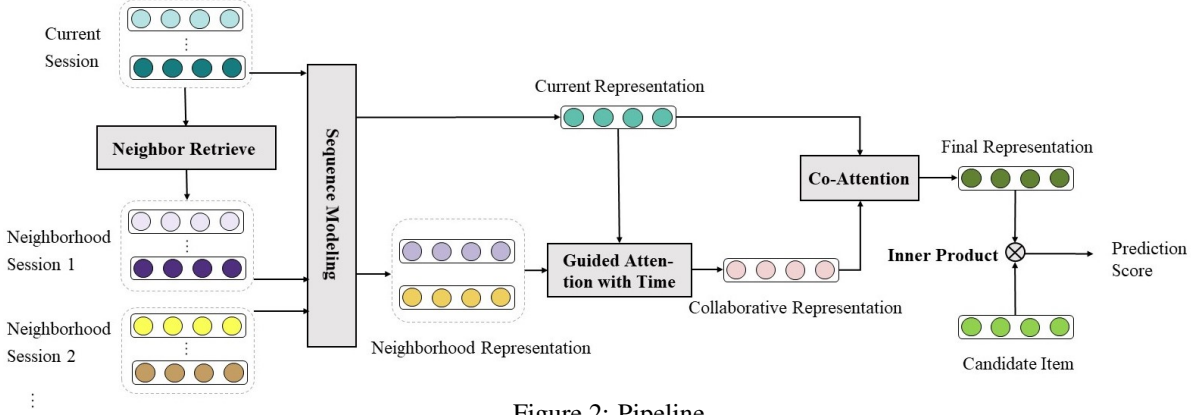 Current
Session
Neighbor Retrieve
Neighborhood
Session 1
Neighborhood
Session 2
Sequence Modeling
Current Representation
Neighborhood Representation
Guided Atten-
tion with Time
Collaborative Representation
Co-Attention
Final Representation
Inner Product
Prediction
Score
Candidate Item
Figure 2: Pipeline